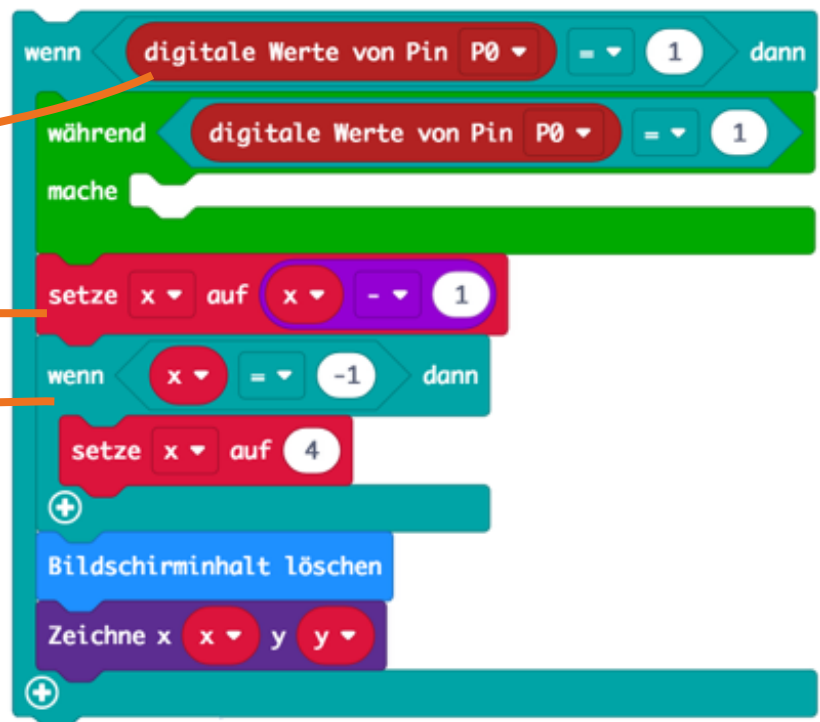 wenn digitale Werte von Pin P0 = 1 dann
während digitale Werte von Pin P0 = 1
mache
setze x auf x - 1
wenn x = -1 dann
setze x auf 4
Bildschirminhalt löschen
Zeichne x x y y